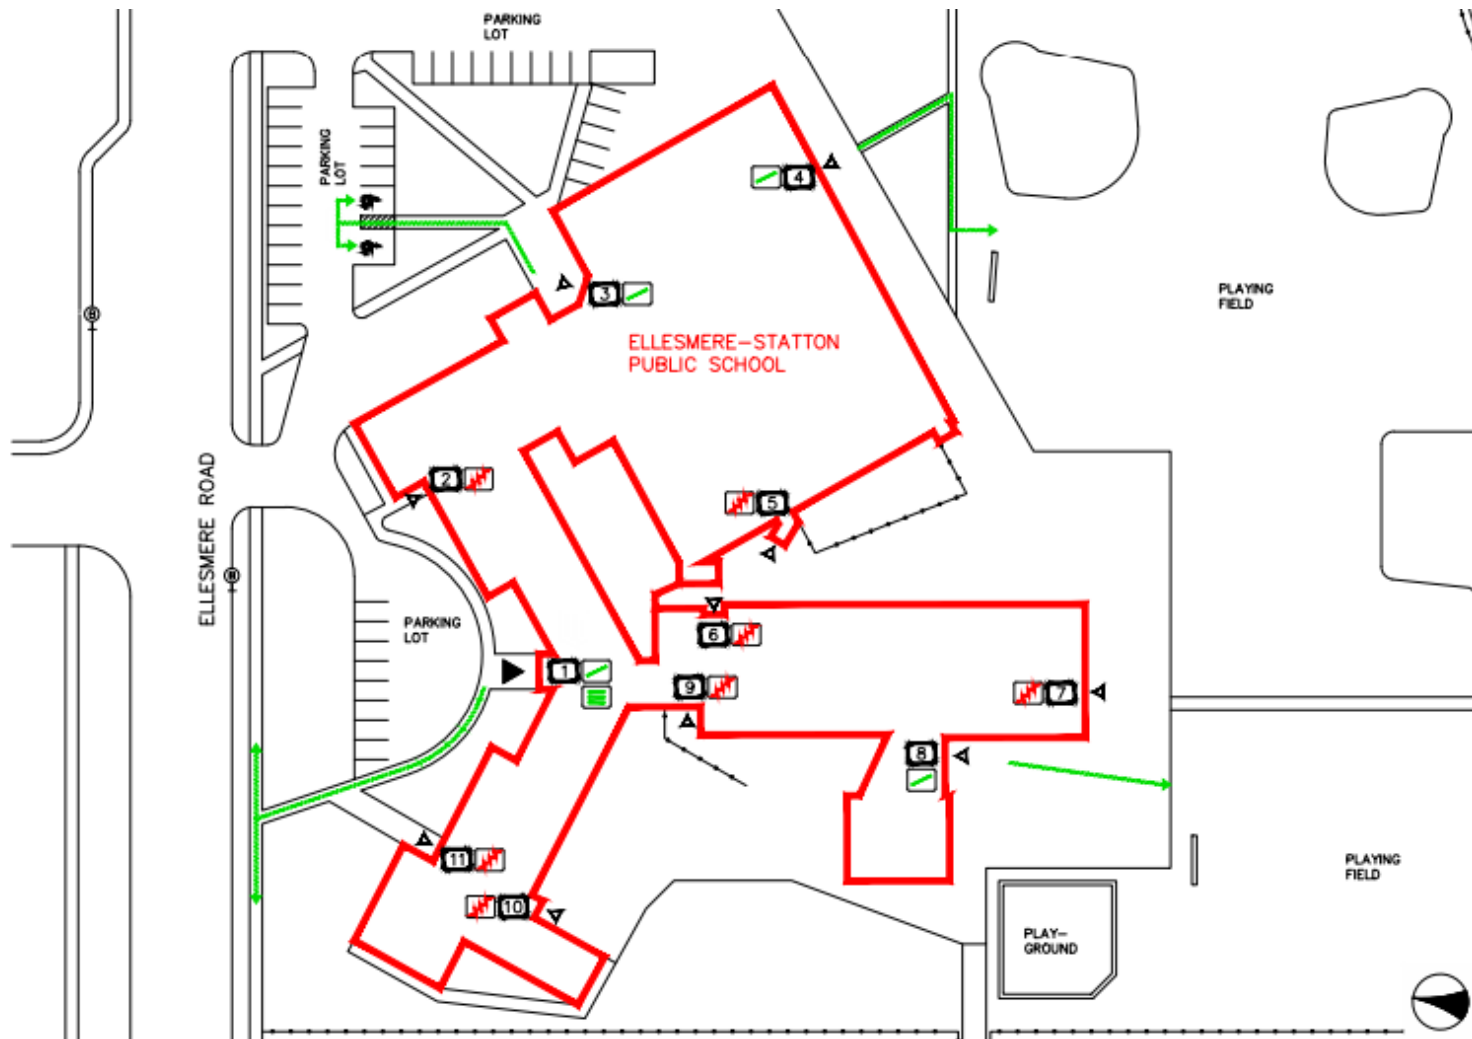 PARKING
LOT
PARKING
LOT
4
3
PLAYING
FIELD
ELLESMERE-STATTON
PUBLIC SCHOOL
ELLESMERE ROAD
2
5
PARKING
LOT
6
1
9
7
8
11
10
PLAYING
FIELD
PLAY-
GROUND